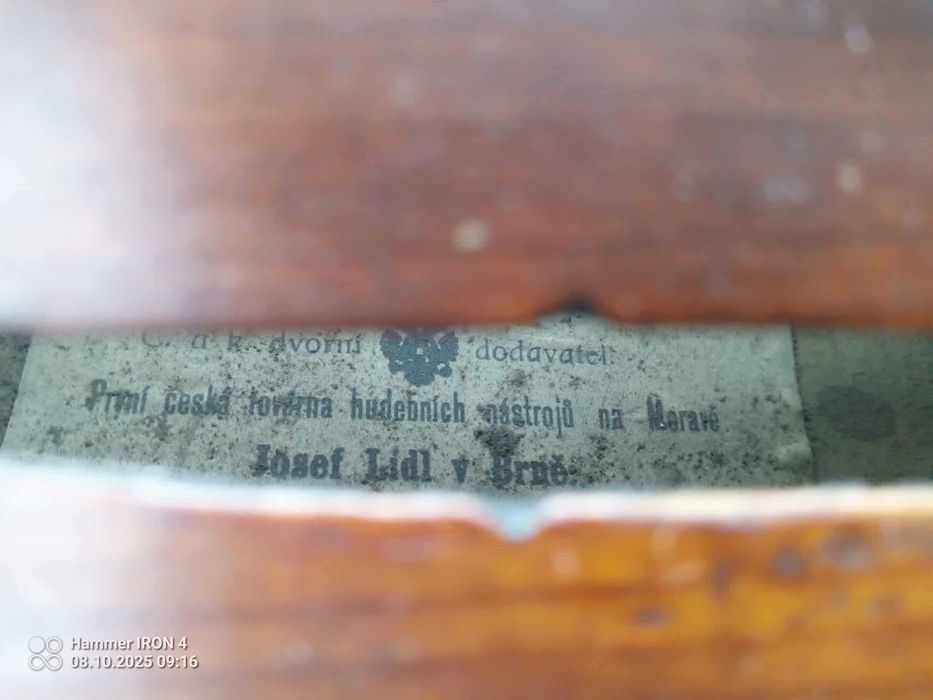 C. a k. dvorní dodavatel.
První česká továrna hudebních nástrojů na Moravě
Josef Lidl v Brně.
Hammer IRON 4
08.10.2025 09:16